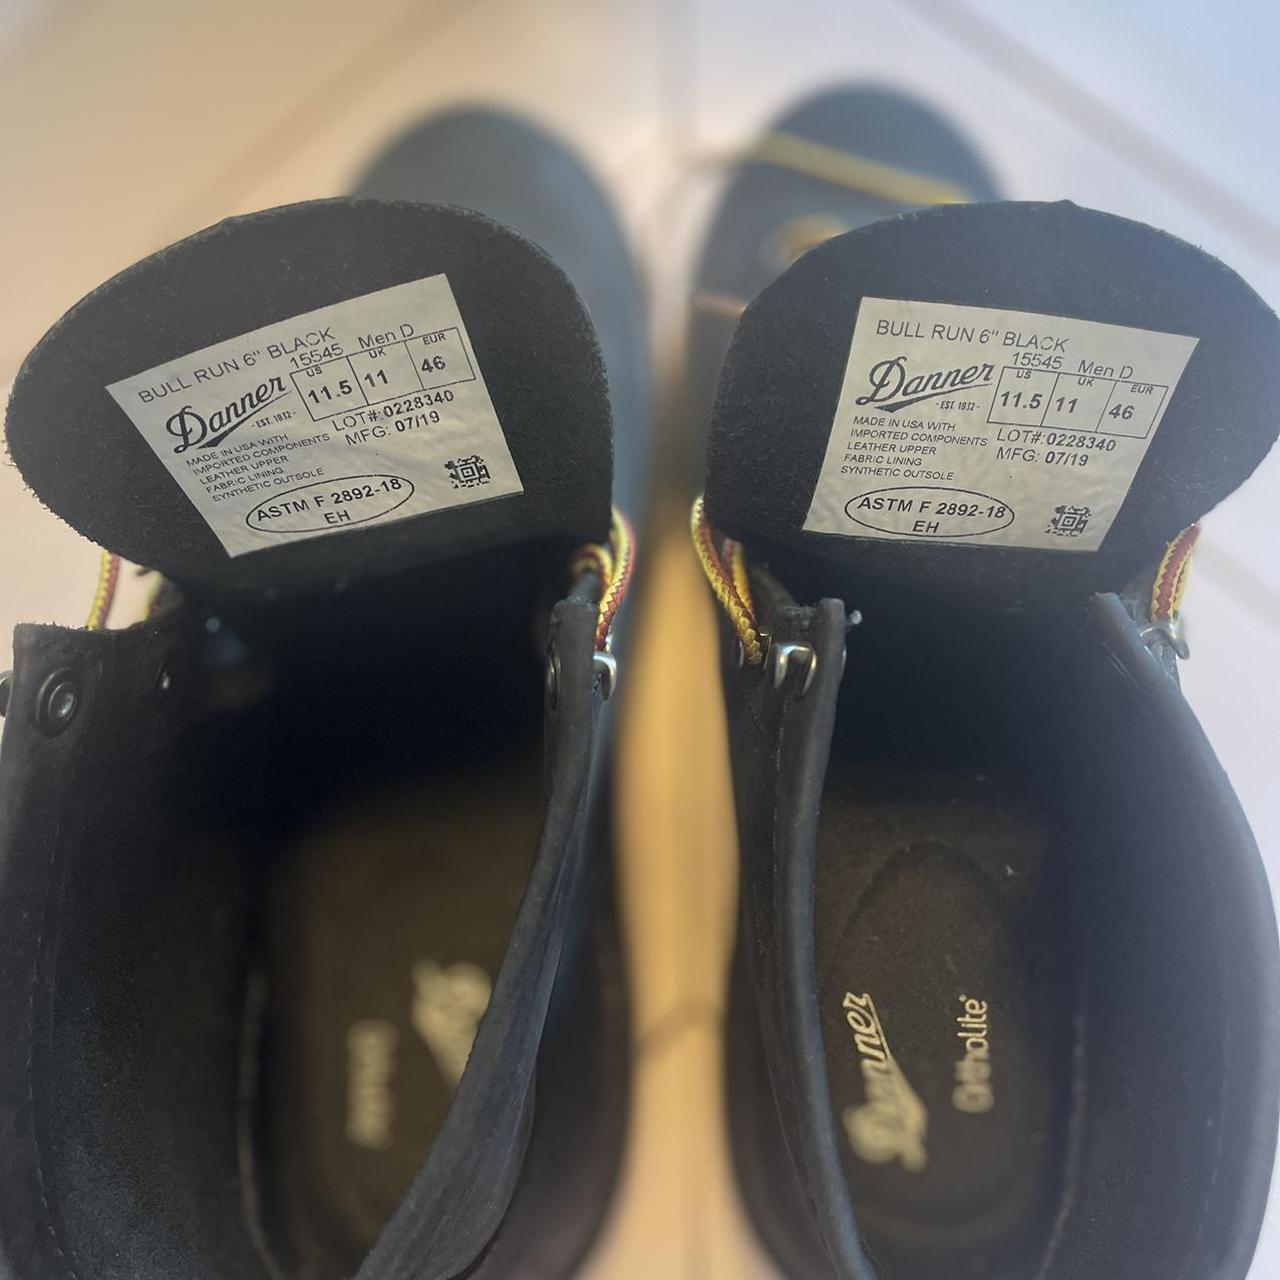 BULL RUN 6" BLACK
15545 Men D
Danner
- EST. 1932 -
US UK EUR
11.5 11 46
LOT#:0228340
MFG: 07/19
MADE IN USA WITH
IMPORTED COMPONENTS
LEATHER UPPER
FABRIC LINING
SYNTHETIC OUTSOLE
ASTM F 2892-18
EH
BULL RUN 6" BLACK
15545 Men D
Danner
- EST. 1932 -
US UK EUR
11.5 11 46
LOT#:0228340
MFG: 07/19
MADE IN USA WITH
IMPORTED COMPONENTS
LEATHER UPPER
FABRIC LINING
SYNTHETIC OUTSOLE
ASTM F 2892-18
EH
Danner
OrthoLite®